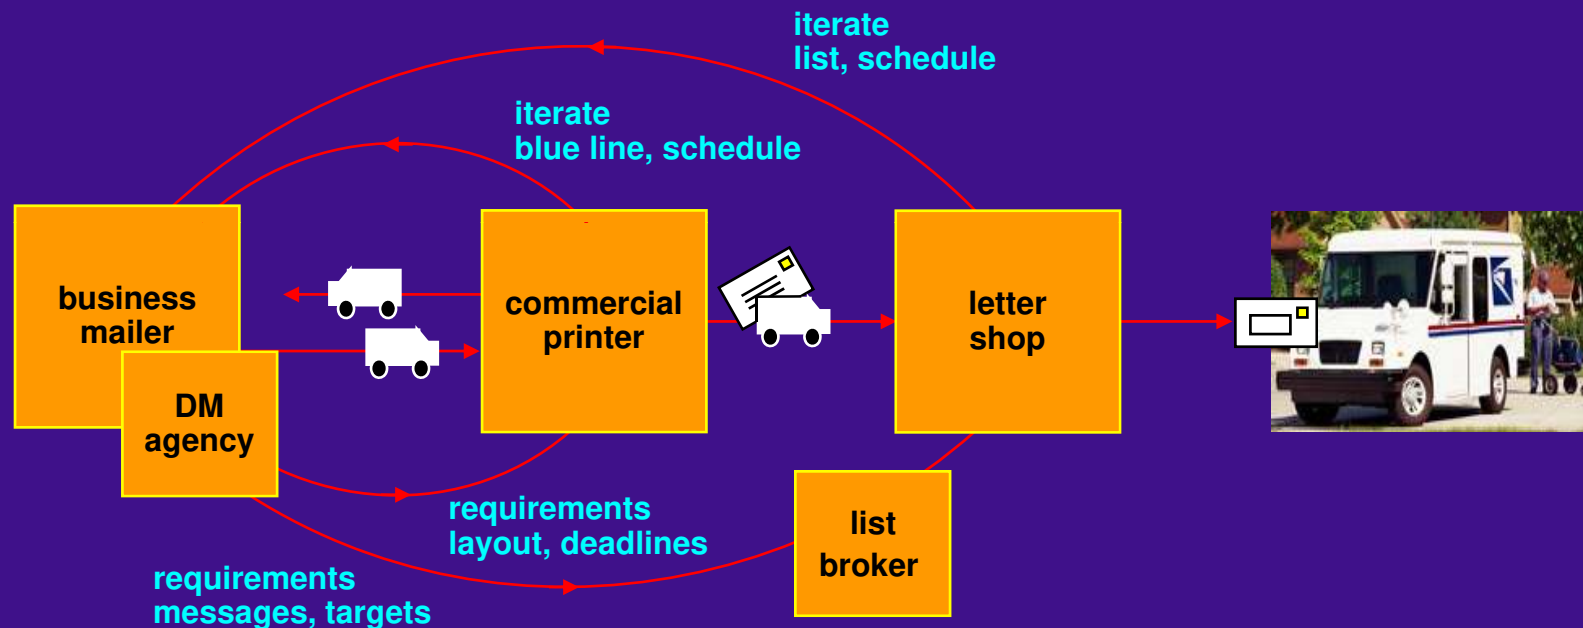 iterate
list, schedule
iterate
blue line, schedule
business
mailer
commercial
printer
letter
shop
DM
agency
requirements
layout, deadlines
list
broker
requirements
messages, targets